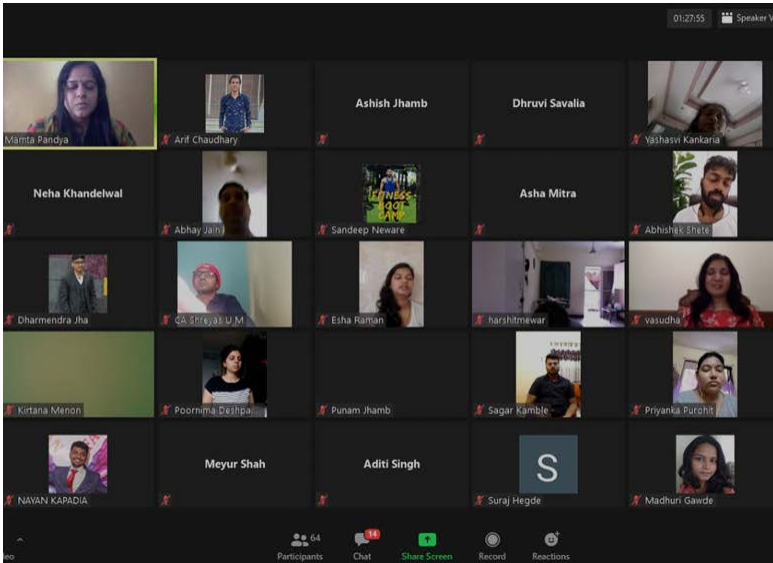 01:27:55
Speaker V
Mamta Pandya
Arif Chaudhary
Ashish Jhamb
Dhruvi Savalia
Yashasvi Kankaria
Neha Khandelwal
Abhay Jain
FITNESS
BOOT
CAMP
Sandeep Neware
Asha Mitra
Abhishek Shete
Dharmendra Jha
CA Shreyas U M
Esha Raman
harshitmewar
vasudha
Kirtana Menon
Poornima Deshpa...
Punam Jhamb
Sagar Kamble
Priyanka Purohit
NAYAN KAPADIA
Meyur Shah
Aditi Singh
S
Suraj Hegde
Madhuri Gawde
deo
Participants 64
Chat 14
Share Screen
Record
Reactions